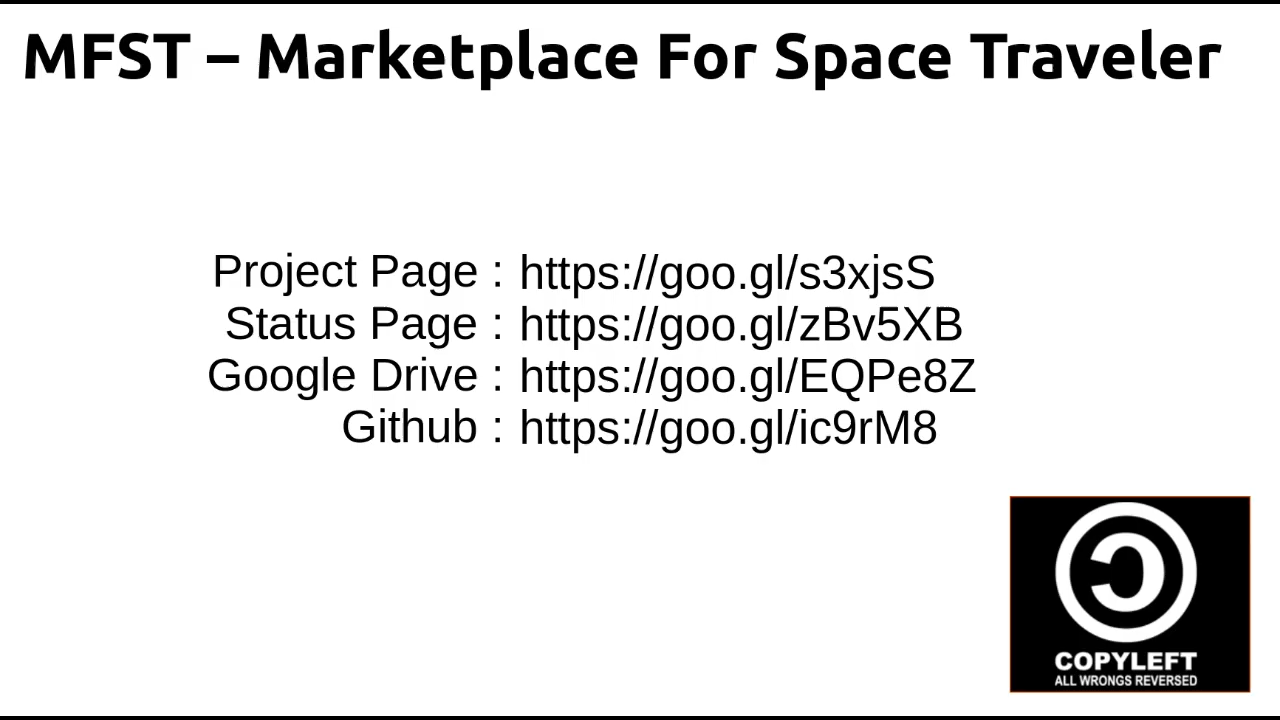 MFST – Marketplace For Space Traveler
Project Page : https://goo.gl/s3xjsS
Status Page : https://goo.gl/zBv5XB
Google Drive : https://goo.gl/EQPe8Z
Github : https://goo.gl/ic9rM8
COPYLEFT
ALL WRONGS REVERSED